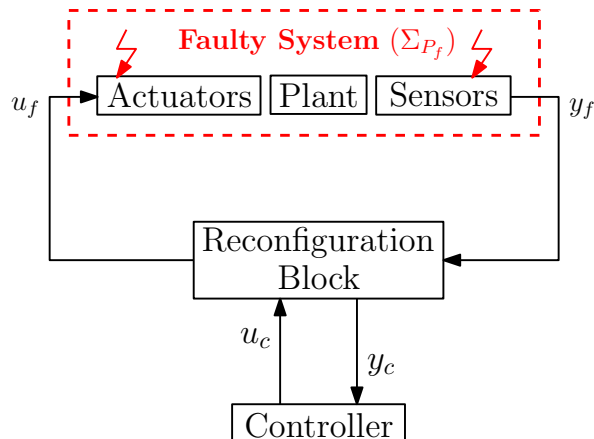 Faulty System (Σ_{P_f})
u_f Actuators Plant Sensors y_f
Reconfiguration
Block
u_c
y_c
Controller